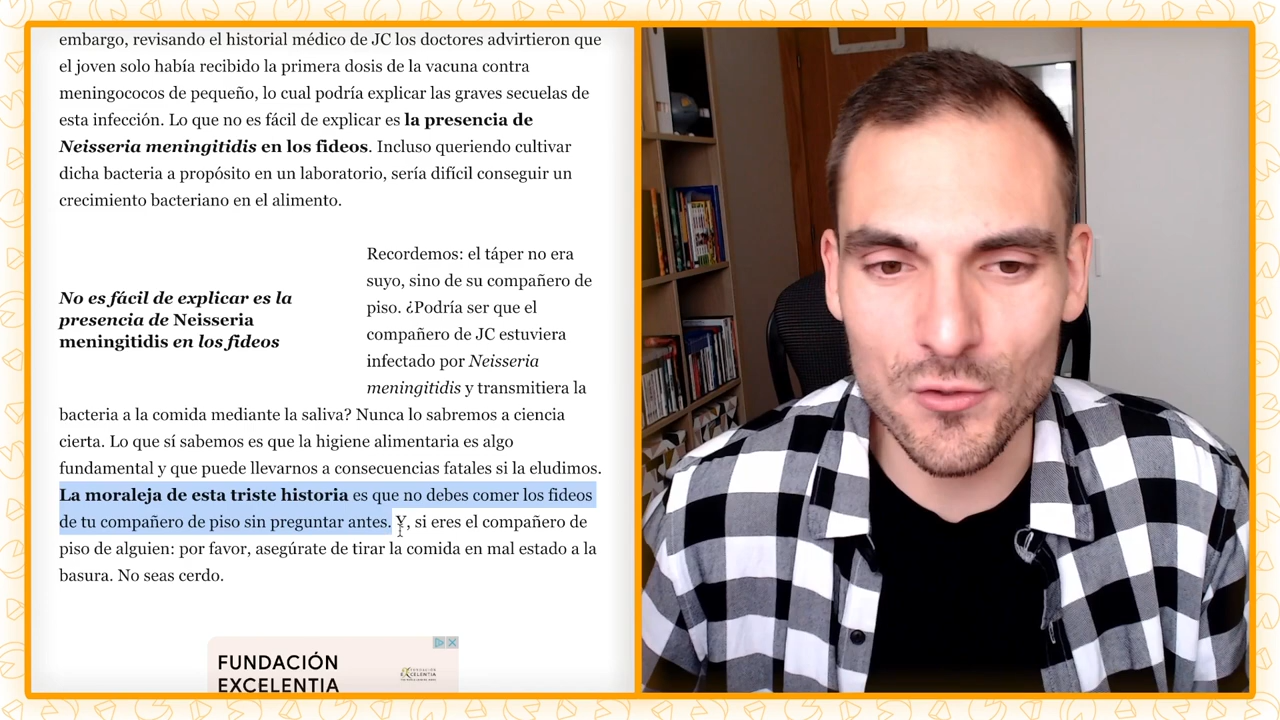 embargo, revisando el historial médico de JC los doctores advirtieron que
el joven solo había recibido la primera dosis de la vacuna contra
meningococos de pequeño, lo cual podría explicar las graves secuelas de
esta infección. Lo que no es fácil de explicar es la presencia de
Neisseria meningitidis en los fideos. Incluso queriendo cultivar
dicha bacteria a propósito en un laboratorio, sería difícil conseguir un
crecimiento bacteriano en el alimento.
No es fácil de explicar es la
presencia de Neisseria
meningitidis en los fideos
Recordemos: el táper no era
suyo, sino de su compañero de
piso. ¿Podría ser que el
compañero de JC estuviera
infectado por Neisseria
meningitidis y transmitiera la
bacteria a la comida mediante la saliva? Nunca lo sabremos a ciencia
cierta. Lo que sí sabemos es que la higiene alimentaria es algo
fundamental y que puede llevarnos a consecuencias fatales si la eludimos.
La moraleja de esta triste historia es que no debes comer los fideos
de tu compañero de piso sin preguntar antes. Y, si eres el compañero de
piso de alguien: por favor, asegúrate de tirar la comida en mal estado a la
basura. No seas cerdo.
FUNDACIÓN
EXCELENTIA